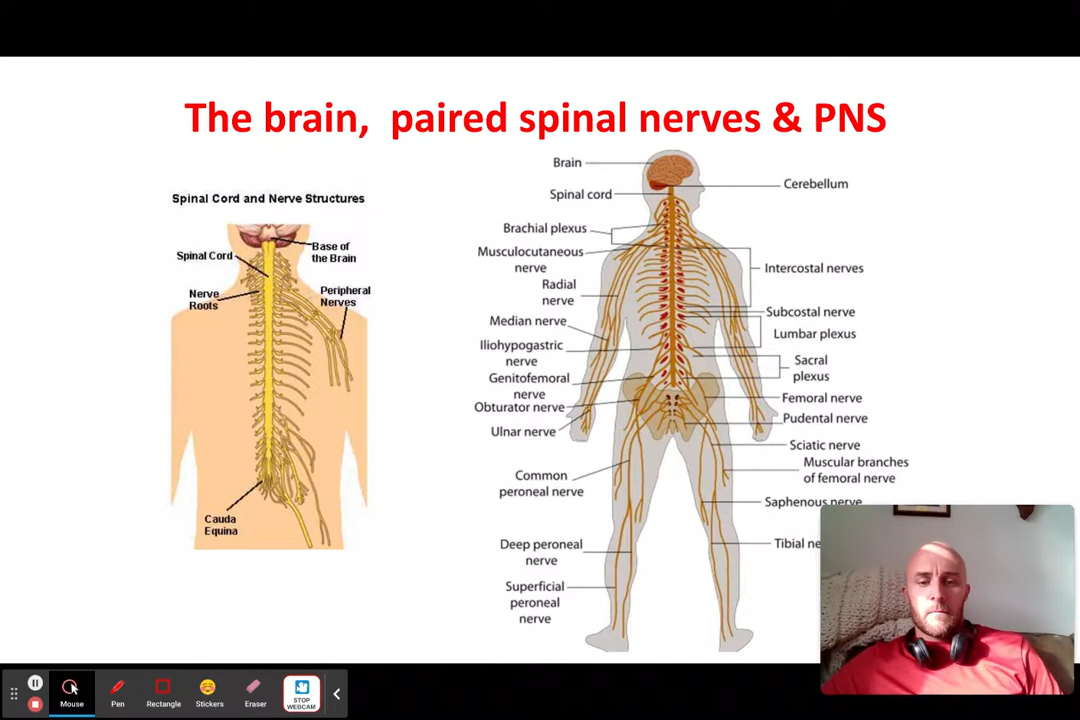 The brain, paired spinal nerves & PNS
Spinal Cord and Nerve Structures
Base of
the Brain
Spinal Cord
Nerve
Roots
Peripheral
Nerves
Cauda
Equina
Brain
Cerebellum
Spinal cord
Brachial plexus
Musculocutaneous
nerve
Radial
nerve
Median nerve
Iliohypogastric
nerve
Genitofemoral
nerve
Obturator nerve
Ulnar nerve
Common
peroneal nerve
Deep peroneal
nerve
Superficial
peroneal
nerve
Intercostal nerves
Subcostal nerve
Lumbar plexus
Sacral
plexus
Femoral nerve
Pudental nerve
Sciatic nerve
Muscular branches
of femoral nerve
Saphenous nerve
Tibial ne
Mouse
Pen
Rectangle
Stickers
Eraser
STOP
WEBCAM